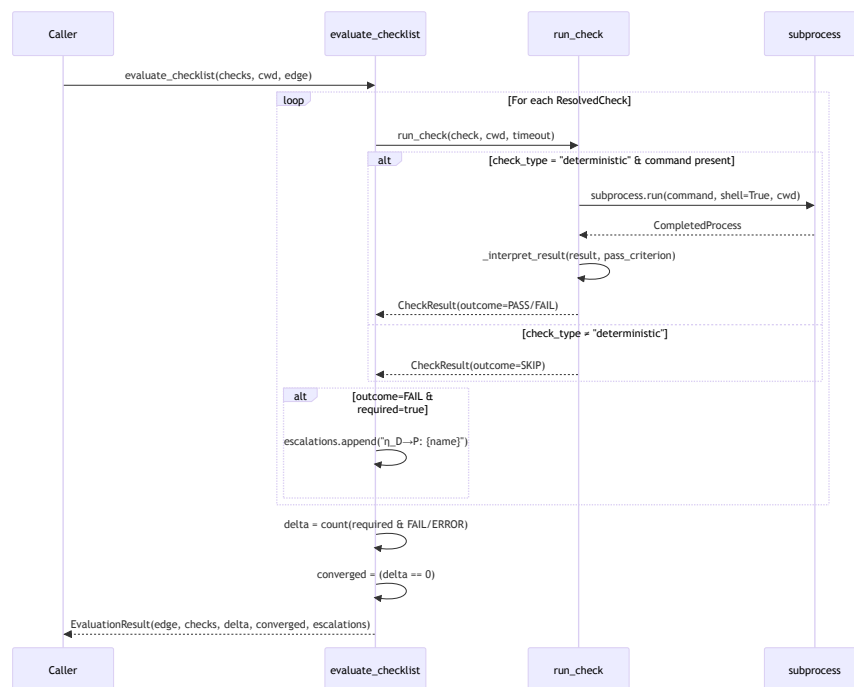 Caller
evaluate_checklist
run_check
subprocess
evaluate_checklist(checks, cwd, edge)
loop
[For each ResolvedCheck]
run_check(check, cwd, timeout)
alt
[check_type = "deterministic" & command present]
subprocess.run(command, shell=True, cwd)
CompletedProcess
_interpret_result(result, pass_criterion)
CheckResult(outcome=PASS/FAIL)
[check_type ≠ "deterministic"]
CheckResult(outcome=SKIP)
alt
[outcome=FAIL &
required=true]
escalations.append("η_D→P: {name}")
delta = count(required & FAIL/ERROR)
converged = (delta == 0)
EvaluationResult(edge, checks, delta, converged, escalations)
Caller
evaluate_checklist
run_check
subprocess